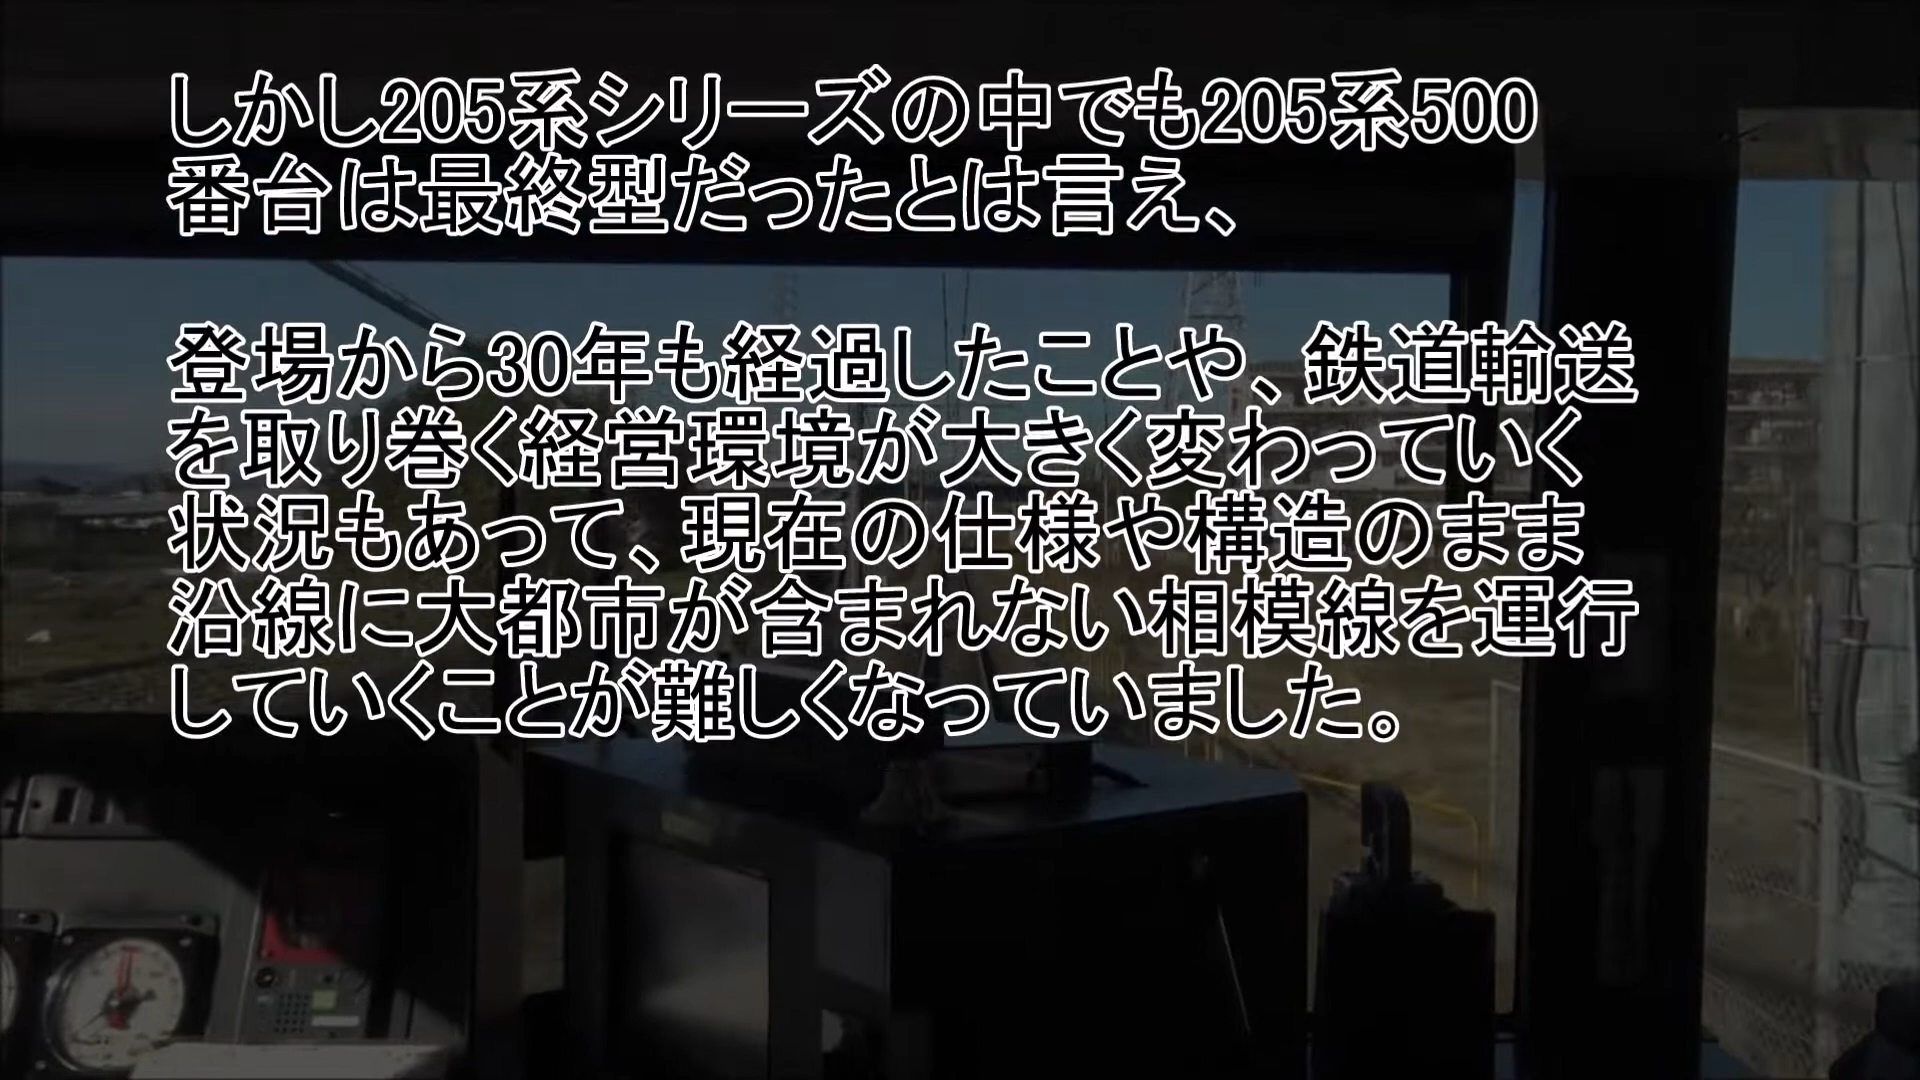 しかし205系シリーズの中でも205系500
番台は最終型だったとは言え、
登場から30年も経過したことや、鉄道輸送
を取り巻く経営環境が大きく変わっていく
状況もあって、現在の仕様や構造のまま
沿線に大都市が含まれない相模線を運行
していくことが難しくなっていました。